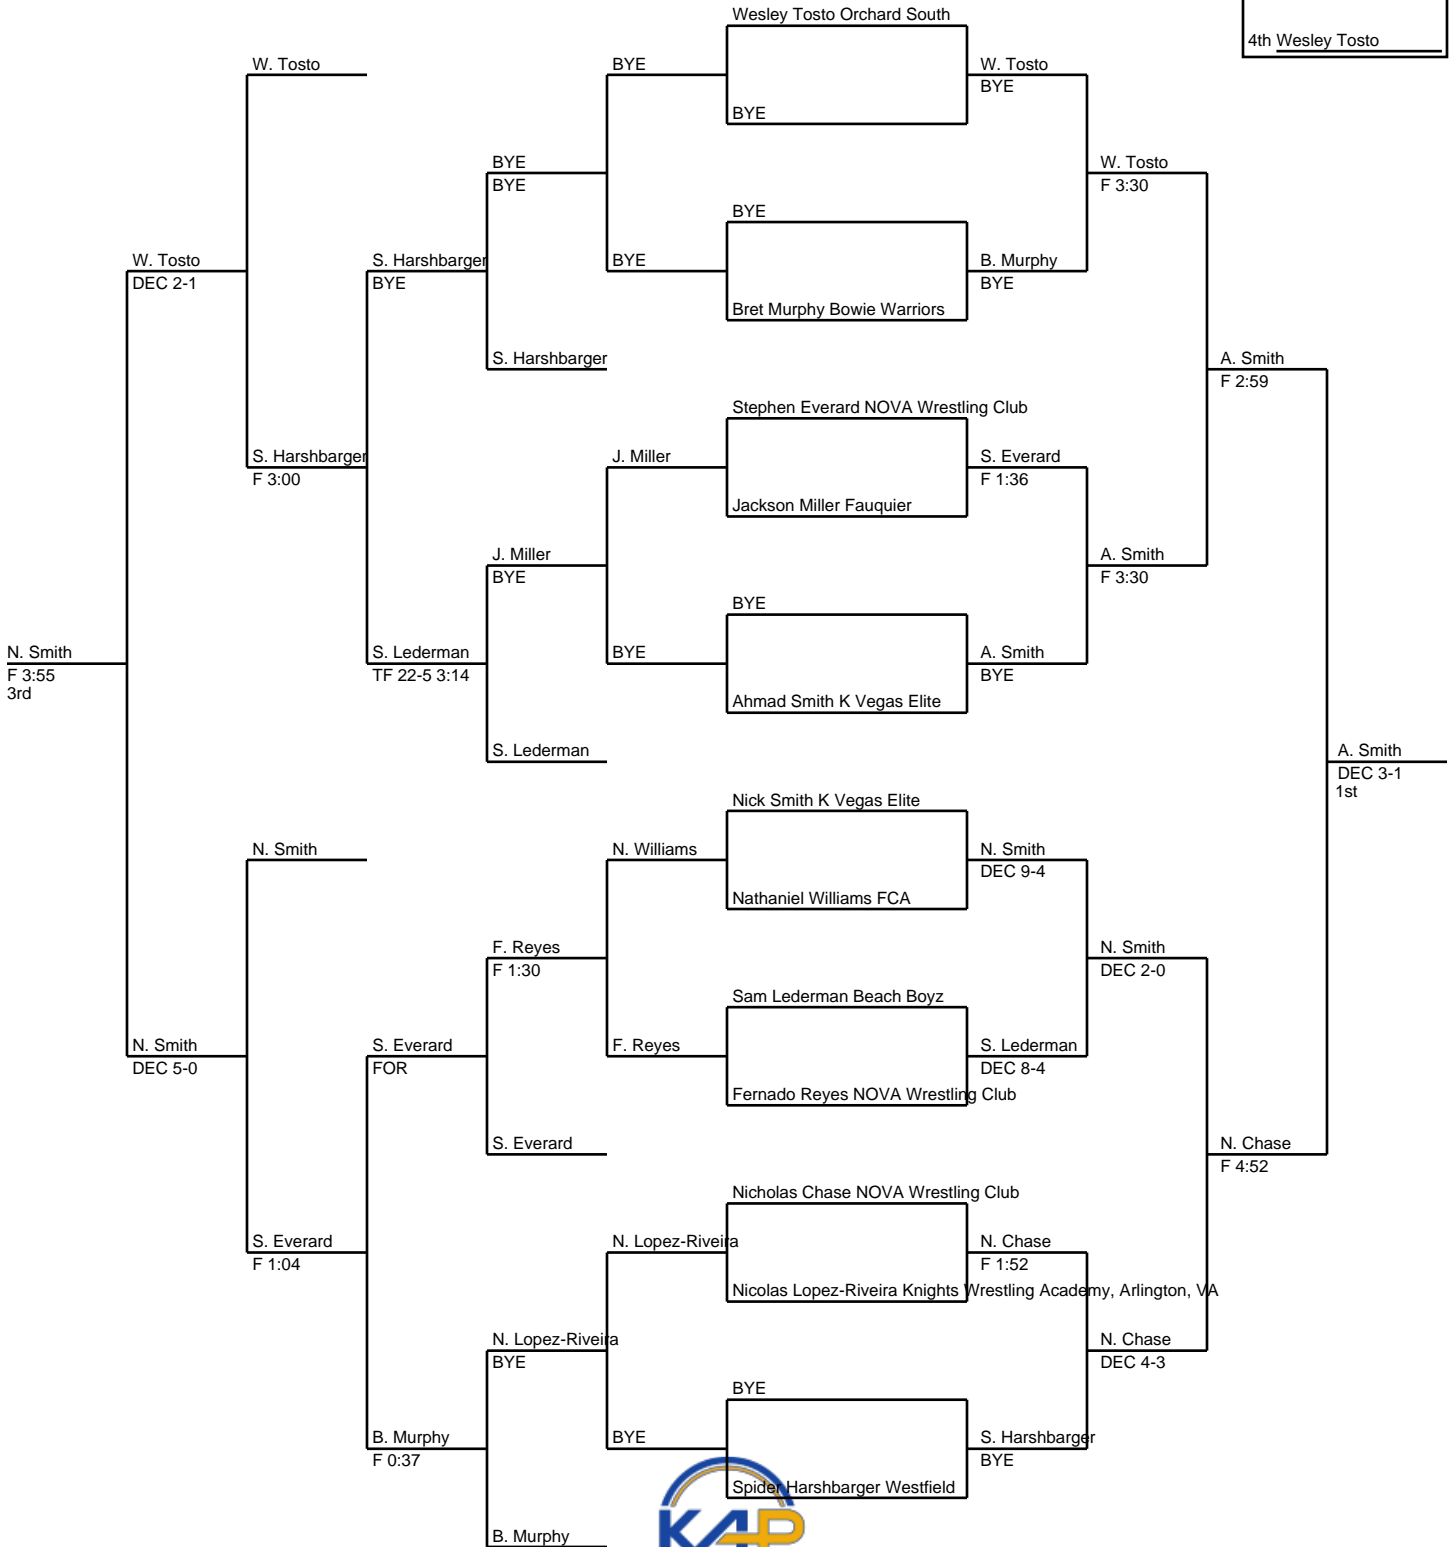 Wesley Tosto Orchard South
4th Wesley Tosto
W. Tosto
BYE
W. Tosto
BYE
BYE
BYE
W. Tosto
F 3:30
BYE
BYE
W. Tosto
DEC 2-1
S. Harshbarger
BYE
BYE
B. Murphy
BYE
Bret Murphy Bowie Warriors
S. Harshbarger
A. Smith
F 2:59
Stephen Everard NOVA Wrestling Club
S. Harshbarger
F 3:00
J. Miller
S. Everard
F 1:36
Jackson Miller Fauquier
J. Miller
BYE
A. Smith
F 3:30
BYE
N. Smith
F 3:55
3rd
S. Lederman
TF 22-5 3:14
BYE
A. Smith
BYE
Ahmad Smith K Vegas Elite
S. Lederman
A. Smith
DEC 3-1
1st
Nick Smith K Vegas Elite
N. Smith
N. Williams
N. Smith
DEC 9-4
Nathaniel Williams FCA
F. Reyes
F 1:30
N. Smith
DEC 2-0
Sam Lederman Beach Boyz
N. Smith
DEC 5-0
S. Everard
FOR
F. Reyes
S. Lederman
DEC 8-4
Fernado Reyes NOVA Wrestling Club
S. Everard
N. Chase
F 4:52
Nicholas Chase NOVA Wrestling Club
S. Everard
F 1:04
N. Lopez-Riveira
N. Chase
F 1:52
Nicolas Lopez-Riveira Knights Wrestling Academy, Arlington, VA
N. Lopez-Riveira
BYE
N. Chase
DEC 4-3
BYE
B. Murphy
F 0:37
BYE
S. Harshbarger
BYE
Spider Harshbarger Westfield
B. Murphy
KAP